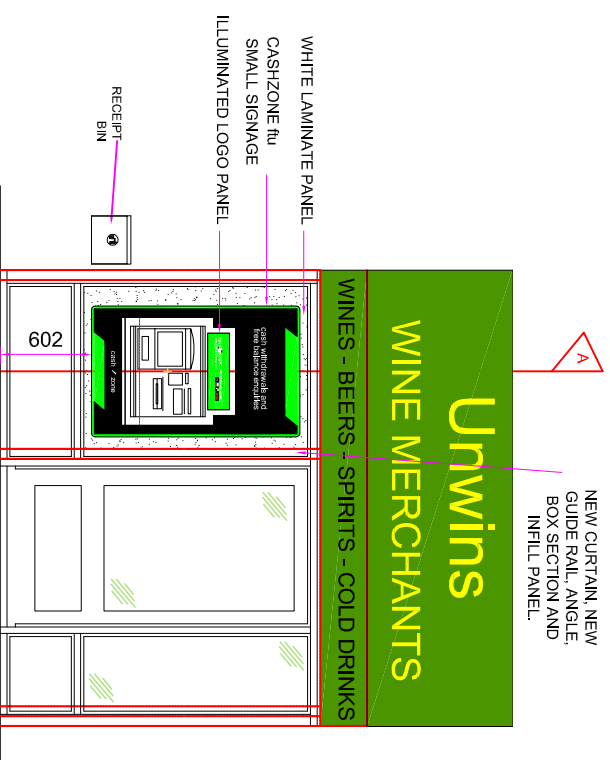 A
NEW CURTAIN, NEW
GUIDE RAIL, ANGLE,
BOX SECTION AND
INFILL PANEL.
Unwins
WINE MERCHANTS
WINES - BEERS - SPIRITS - COLD DRINKS
WHITE LAMINATE PANEL
CASHZONE flu
SMALL SIGNAGE
ILLUMINATED LOGO PANEL
RECEIPT
BIN
cash withdrawals and
free balance enquiries
cash zone
602